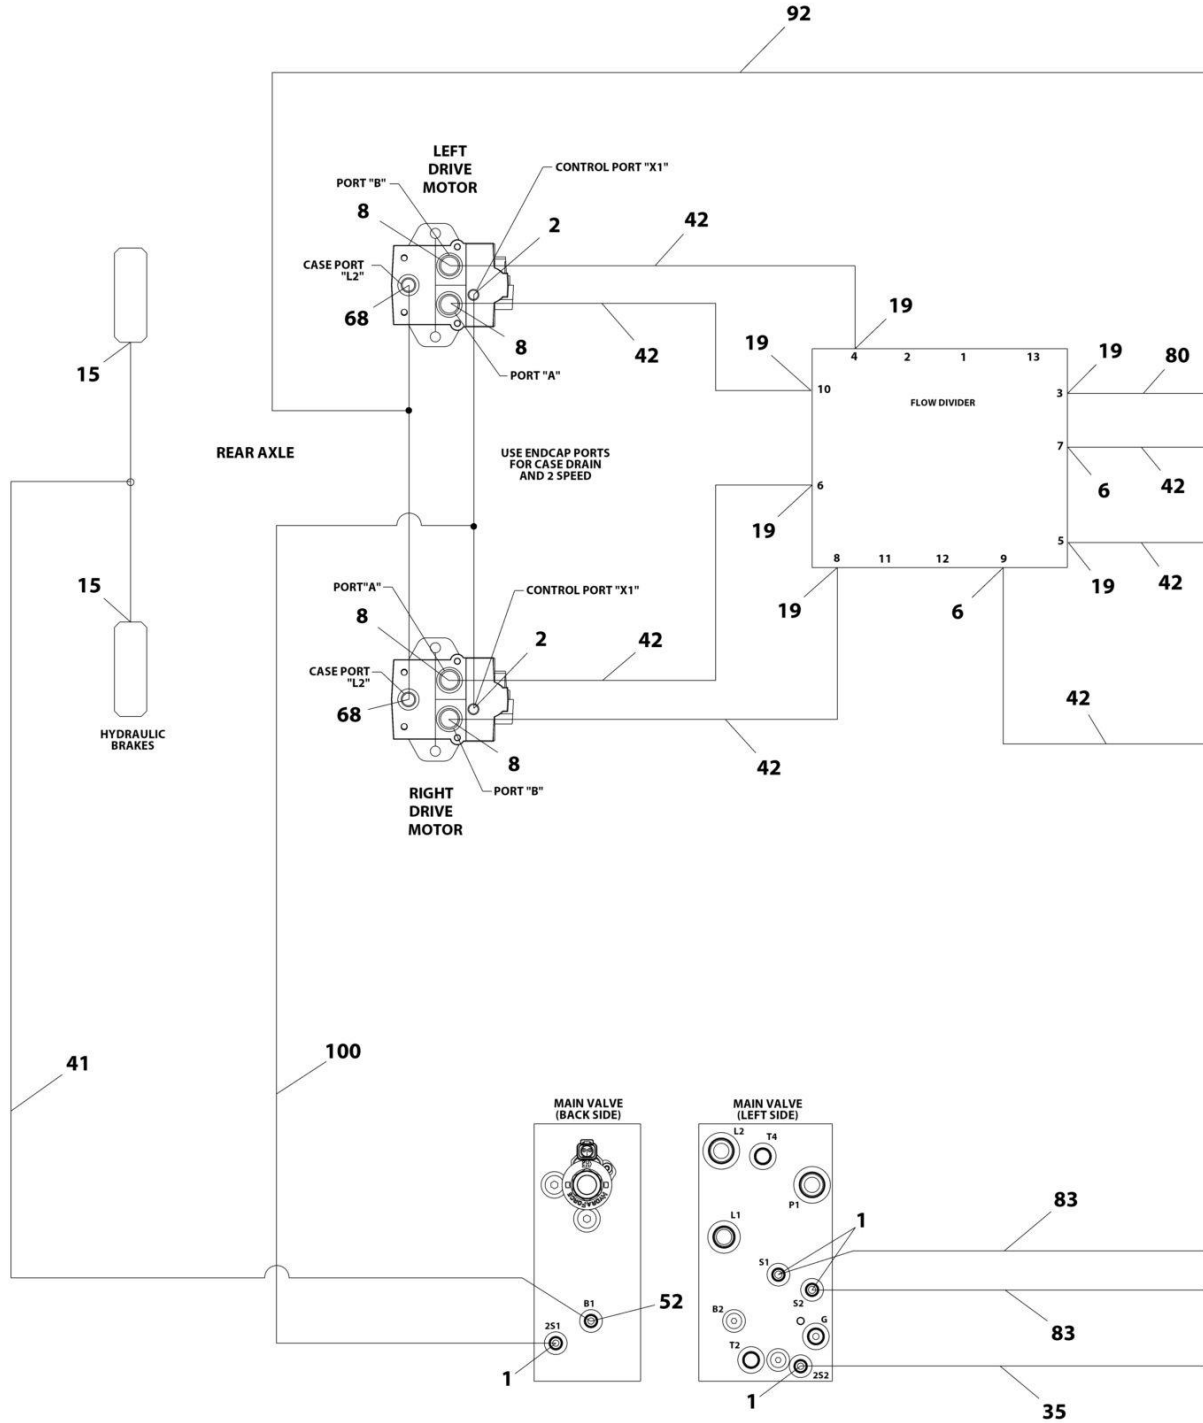 92
LEFT
DRIVE
MOTOR
CONTROL PORT "X1"
PORT "B"
8
2
42
CASE PORT
"L2"
68
8
42
19
PORT "A"
19
4
2
1
13
19
80
10
3
FLOW DIVIDER
15
REAR AXLE
USE ENDCAP PORTS
FOR CASE DRAIN
AND 2 SPEED
7
6
42
6
19
5
8
11
12
9
19
42
15
PORT"A"
CONTROL PORT "X1"
19
6
8
2
42
CASE PORT
"L2"
68
42
HYDRAULIC
BRAKES
8
42
PORT "B"
RIGHT
DRIVE
MOTOR
41
100
MAIN VALVE
(BACK SIDE)
MAIN VALVE
(LEFT SIDE)
L2
T4
HYDRAFORCE
P1
L1
1
83
S1
B1
52
S2
B2
G
83
2S1
T2
1
1
2S2
35